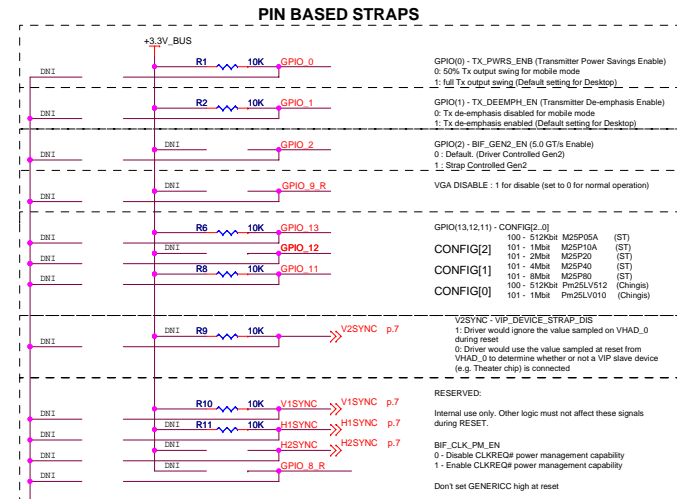 PIN BASED STRAPS
+3.3V_BUS
R1 10K GPIO_0
DNI
GPIO(0) - TX_PWRS_ENB (Transmitter Power Savings Enable)
0: 50% Tx output swing for mobile mode
1: full Tx output swing (Default setting for Desktop)
R2 10K GPIO_1
DNI
GPIO(1) - TX_DEEMPH_EN (Transmitter De-emphasis Enable)
0: Tx de-emphasis disabled for mobile mode
1: Tx de-emphasis enabled (Default setting for Desktop)
DNI GPIO_2
DNI
GPIO(2) - BIF_GEN2_EN (5.0 GT/s Enable)
0 : Default. (Driver Controlled Gen2)
1 : Strap Controlled Gen2
DNI GPIO_9_R
VGA DISABLE : 1 for disable (set to 0 for normal operation)
R6 10K GPIO_13
DNI
DNI GPIO_12
DNI
R8 10K GPIO_11
DNI
GPIO(13,12,11) - CONFIG[2..0]
CONFIG[2]
CONFIG[1]
CONFIG[0]
100 - 512Kbit M25P05A (ST)
101 - 1Mbit M25P10A (ST)
101 - 2Mbit M25P20 (ST)
101 - 4Mbit M25P40 (ST)
101 - 8Mbit M25P80 (ST)
100 - 512Kbit Pm25LV512 (Chingis)
101 - 1Mbit Pm25LV010 (Chingis)
DNI R9 10K V2SYNC p.7
DNI
V2SYNC - VIP_DEVICE_STRAP_DIS
1: Driver would ignore the value sampled on VHAD_0
during reset
0: Driver would use the value sampled at reset from
VHAD_0 to determine whether or not a VIP slave device
(e.g. Theater chip) is connected
R10 10K V1SYNC V1SYNC p.7
DNI
DNI R11 10K H1SYNC H1SYNC p.7
DNI
DNI H2SYNC H2SYNC p.7
DNI
DNI GPIO_8_R
DNI
RESERVED:
Internal use only. Other logic must not affect these signals
during RESET.
BIF_CLK_PM_EN
0 - Disable CLKREQ# power management capability
1 - Enable CLKREQ# power management capability
Don't set GENERICC high at reset